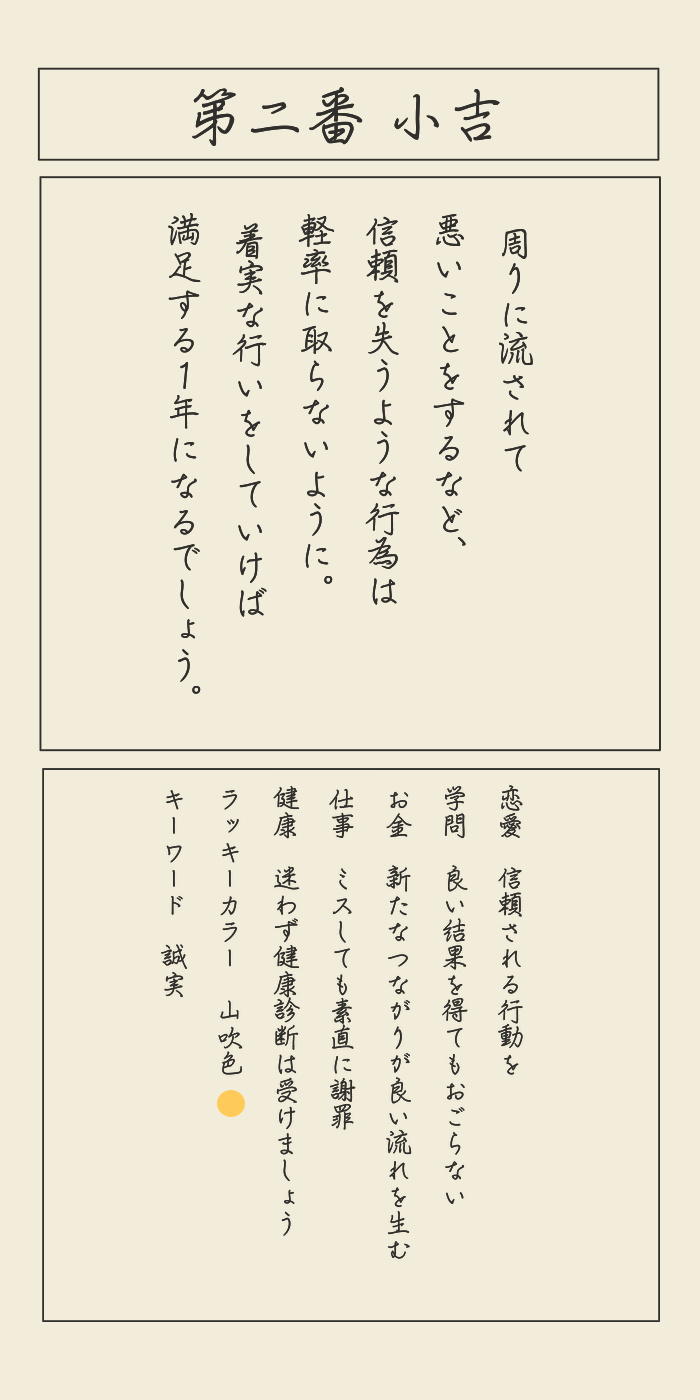 第二番 小吉
周りに流されて
悪いことをするなど、
信頼を失うような行為は
軽率に取らないように。
着実な行いをしていけば
満足する1年になるでしょう。
恋愛 信頼される行動を
学問 良い結果を得てもおごらない
お金 新たなつながりが良い流れを生む
仕事 ミスしても素直に謝罪
健康 迷わず健康診断は受けましょう
ラッキーカラー 山吹色
キーワード 誠実